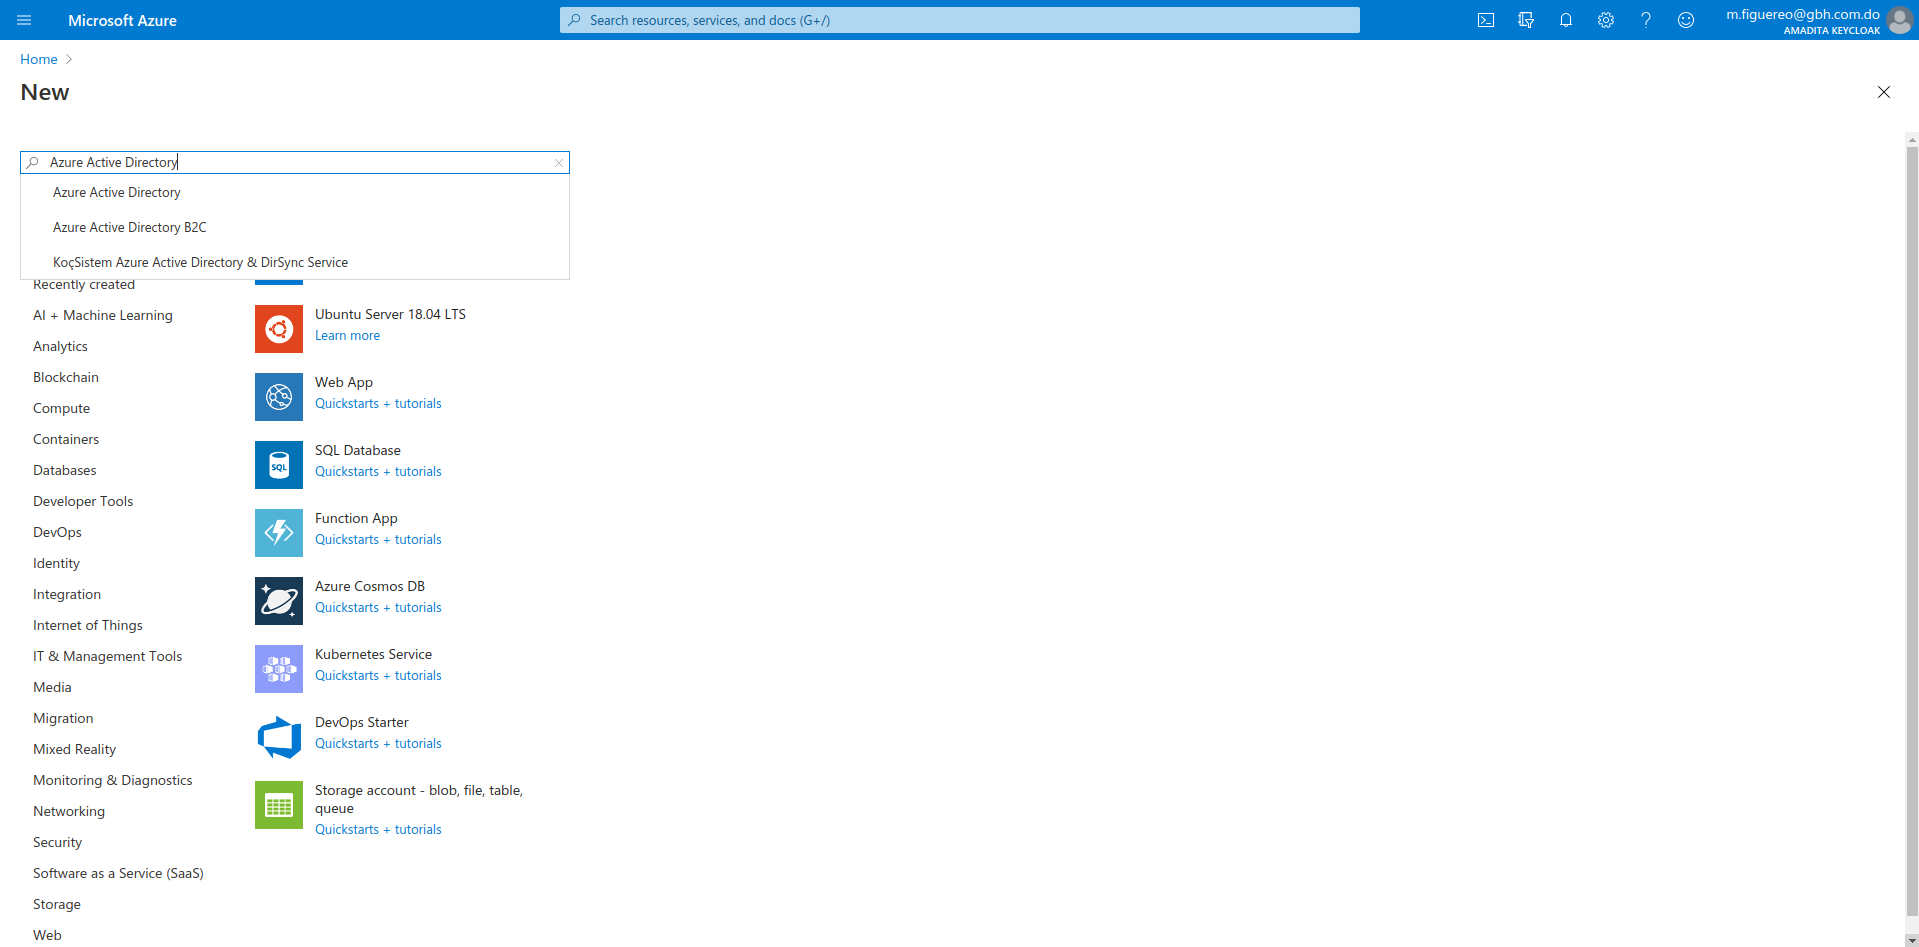 Microsoft Azure
Search resources, services, and docs (G+/)
m.figuereo@gbh.com.do
AMADITA KEYCLOAK
Home
New
Azure Active Directory
Azure Active Directory
Azure Active Directory B2C
KoçSistem Azure Active Directory & DirSync Service
Recently created
AI + Machine Learning
Analytics
Blockchain
Compute
Containers
Databases
Developer Tools
DevOps
Identity
Integration
Internet of Things
IT & Management Tools
Media
Migration
Mixed Reality
Monitoring & Diagnostics
Networking
Security
Software as a Service (SaaS)
Storage
Web
Ubuntu Server 18.04 LTS
Learn more
Web App
Quickstarts + tutorials
SQL
SQL Database
Quickstarts + tutorials
Function App
Quickstarts + tutorials
Azure Cosmos DB
Quickstarts + tutorials
Kubernetes Service
Quickstarts + tutorials
DevOps Starter
Quickstarts + tutorials
Storage account - blob, file, table,
queue
Quickstarts + tutorials